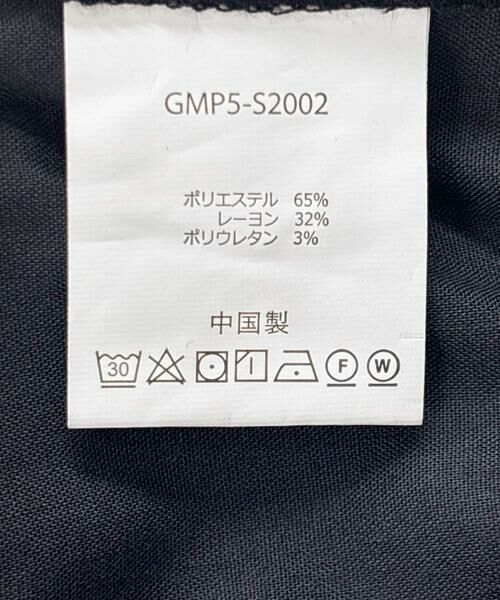 GMP5-S2002
ポリエステル 65%
レーヨン 32%
ポリウレタン 3%
中国製
30 F W